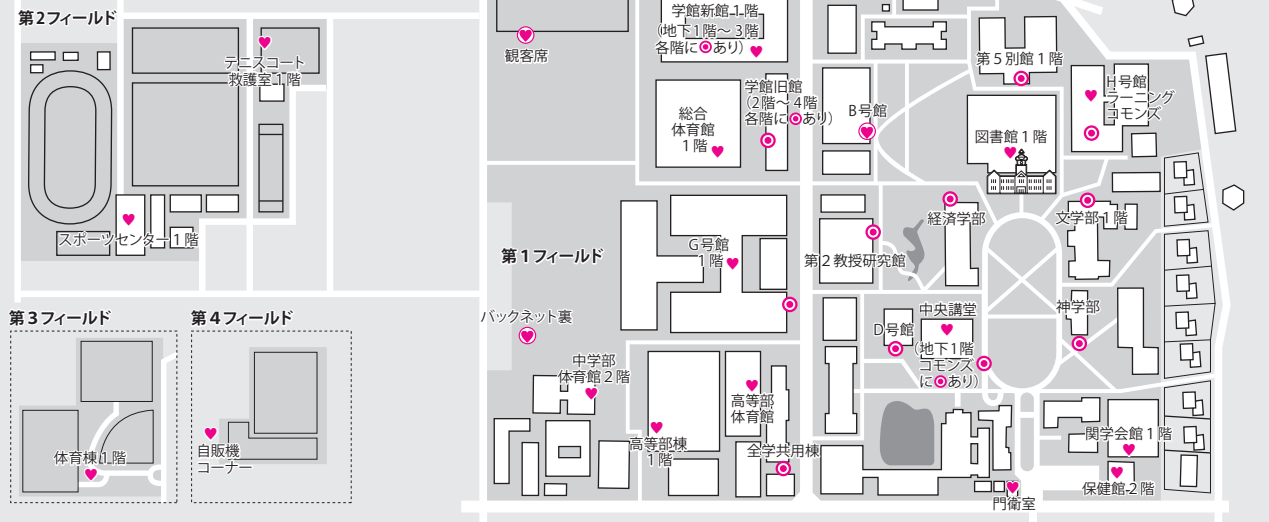 第2フィールド
テニスコート
救護室1階
スポーツセンター1階
第3フィールド
体育棟1階
第4フィールド
自販機
コーナー
観客席
学館新館1階
(地下1階～3階
各階に◎あり)
総合
体育館
1階
学館旧館
(2階～4階
各階に◎あり)
B号館
第5別館1階
H号館
ラーニング
コモンズ
図書館1階
経済学部
文学部1階
第1フィールド
G号館
1階
第2教授研究館
バックネット裏
中学部
体育館2階
高等部
体育館
高等部棟
1階
全学共用棟
D号館
中央講堂
(地下1階
コモンズ
に◎あり)
神学部
関学会館1階
保健館2階
門衛室